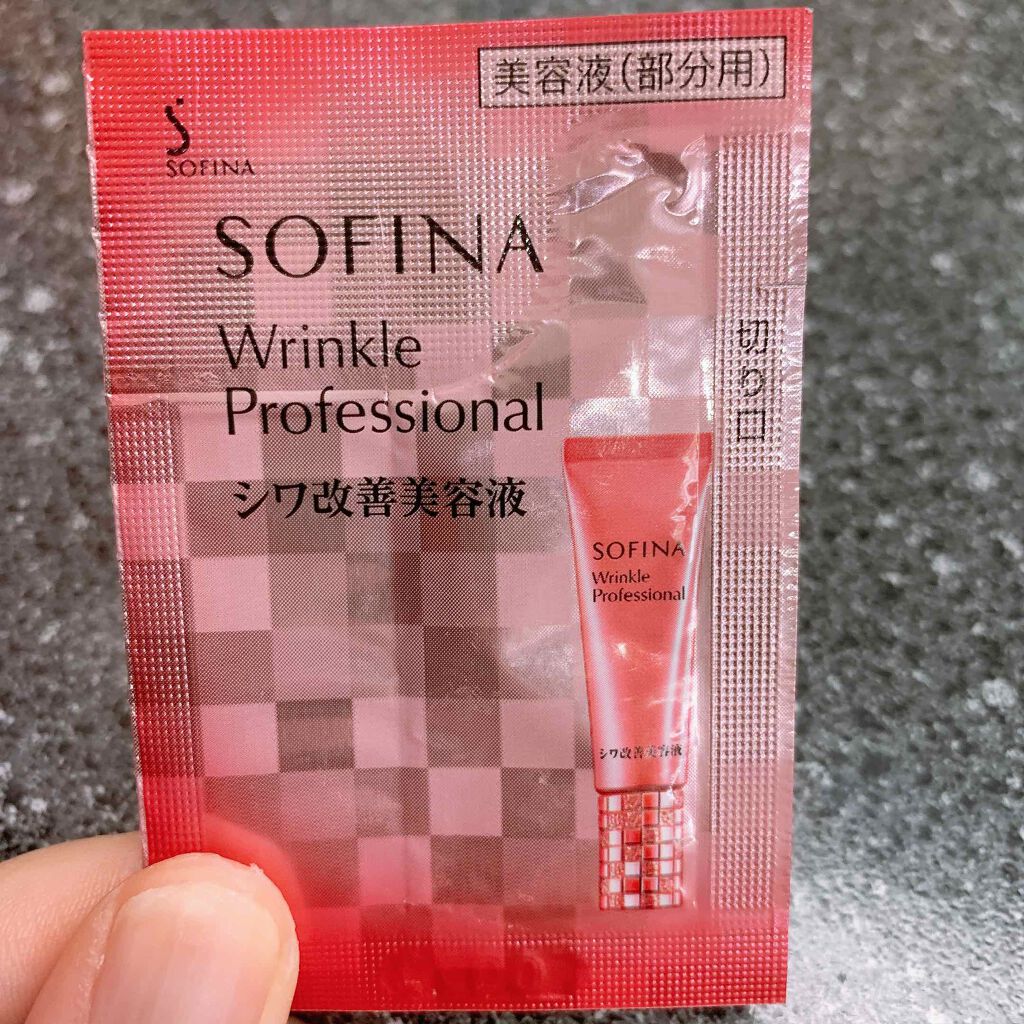 美容液(部分用)
SOFINA
SOFINA
Wrinkle
Professional
シワ改善美容液
切り口
SOFINA
Wrinkle
Professional
シワ改善美容液